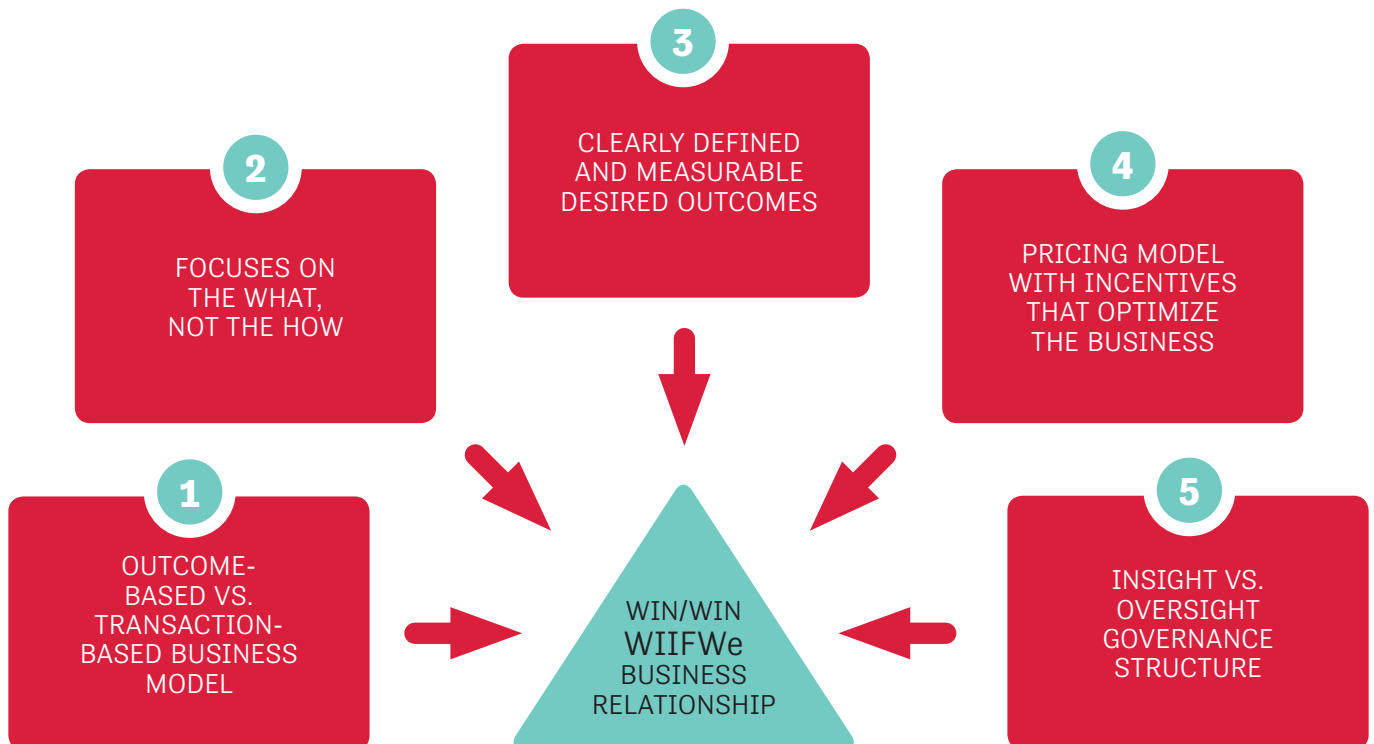 1
OUTCOME-
BASED VS.
TRANSACTION-
BASED BUSINESS
MODEL
2
FOCUSES ON
THE WHAT,
NOT THE HOW
3
CLEARLY DEFINED
AND MEASURABLE
DESIRED OUTCOMES
4
PRICING MODEL
WITH INCENTIVES
THAT OPTIMIZE
THE BUSINESS
5
INSIGHT VS.
OVERSIGHT
GOVERNANCE
STRUCTURE
WIN/WIN
WIIFWe
BUSINESS
RELATIONSHIP